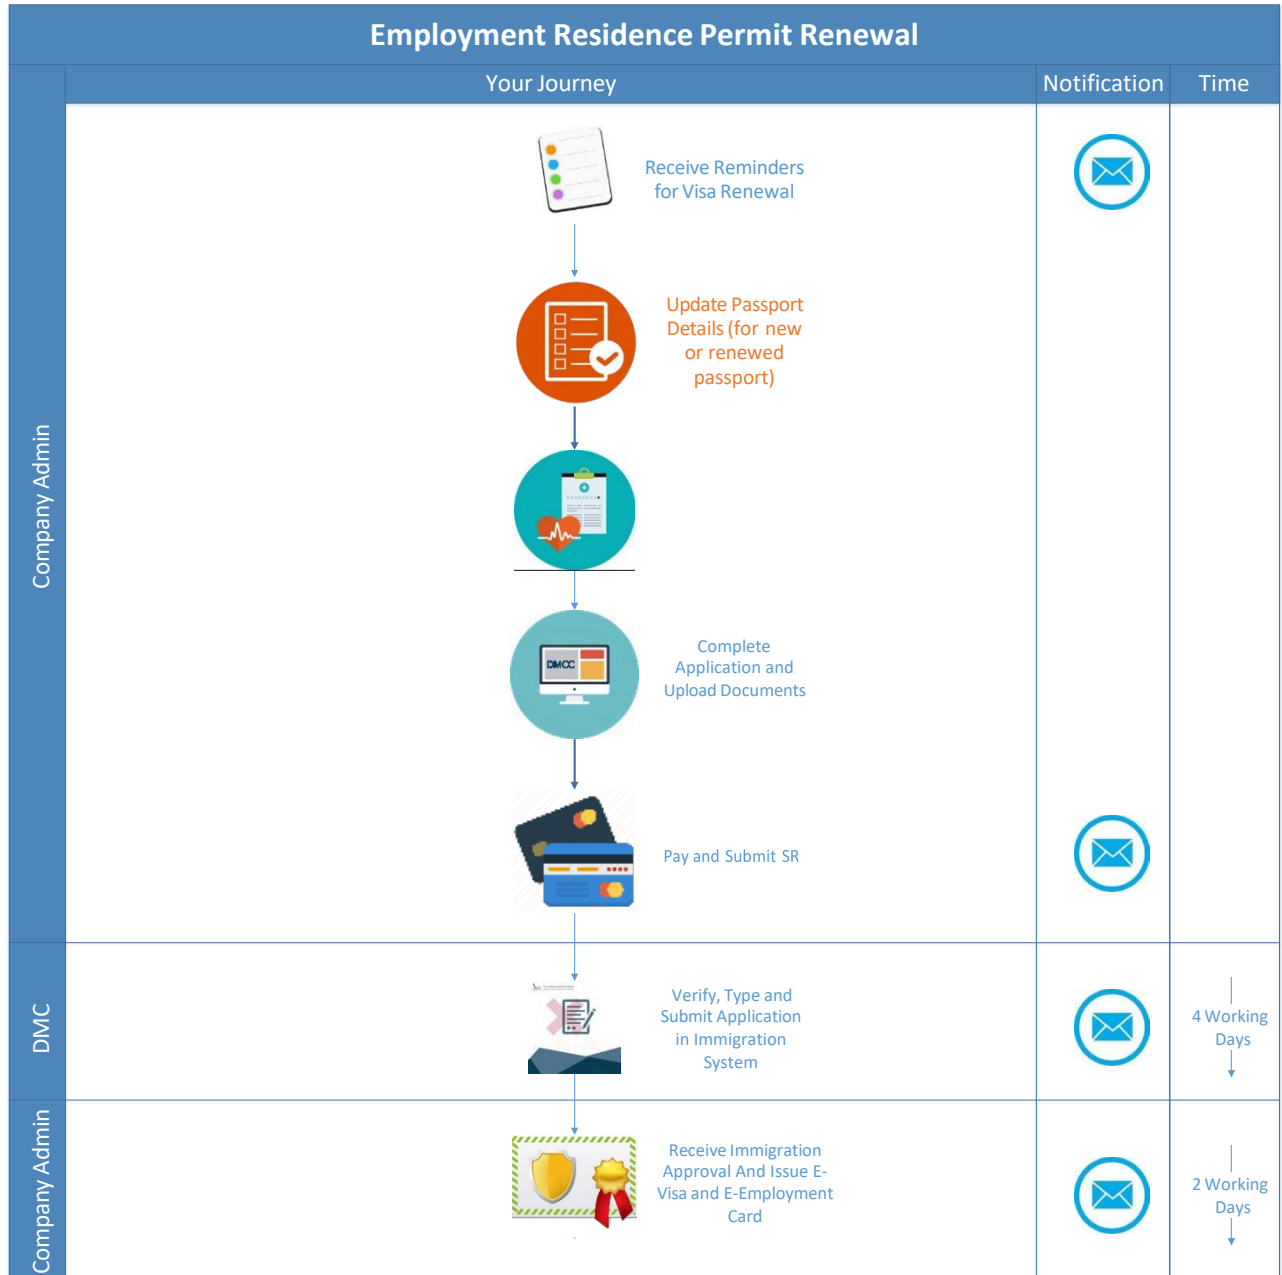 Employment Residence Permit Renewal
Your Journey
Notification
Time
Company Admin
Receive Reminders
for Visa Renewal
Update Passport
Details (for new
or renewed
passport)
DMCC
Complete
Application and
Upload Documents
Pay and Submit SR
DMC
Verify, Type and
Submit Application
in Immigration
System
4 Working
Days
Company Admin
Receive Immigration
Approval And Issue E-
Visa and E-Employment
Card
2 Working
Days